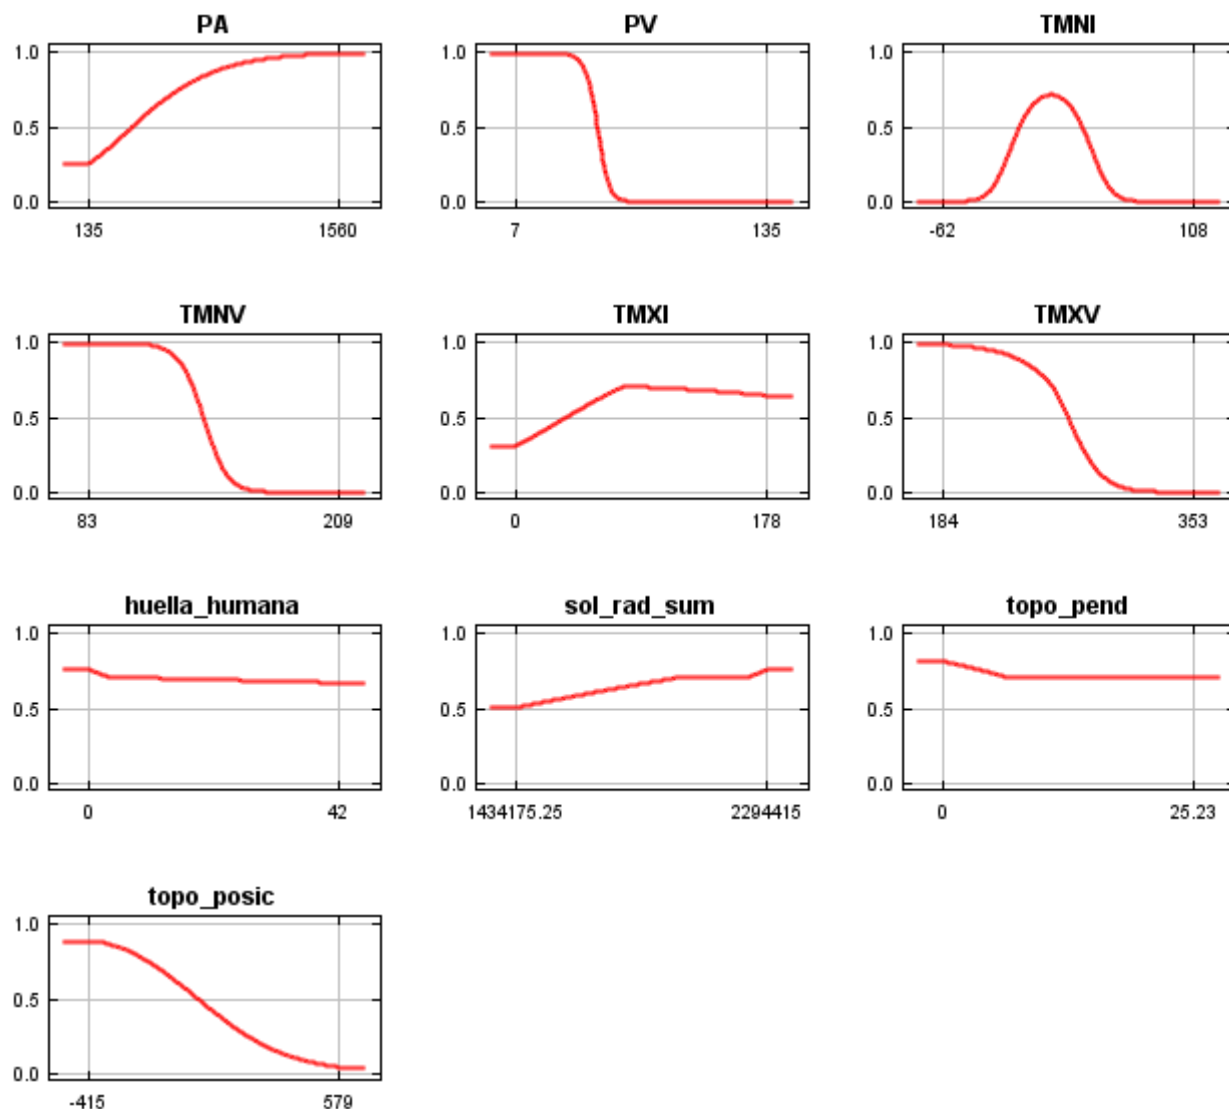 PA PV TMNI
1.0 1.0 1.0
0.5 0.5 0.5
0.0 0.0 0.0
135 1560 7 135 -62 108
TMNV TMXI TMXV
1.0 1.0 1.0
0.5 0.5 0.5
0.0 0.0 0.0
83 209 0 178 184 353
huella_humana sol_rad_sum topo_pend
1.0 1.0 1.0
0.5 0.5 0.5
0.0 0.0 0.0
0 42 1434175.25 2294415 0 25.23
topo_posic
1.0
0.5
0.0
-415 579